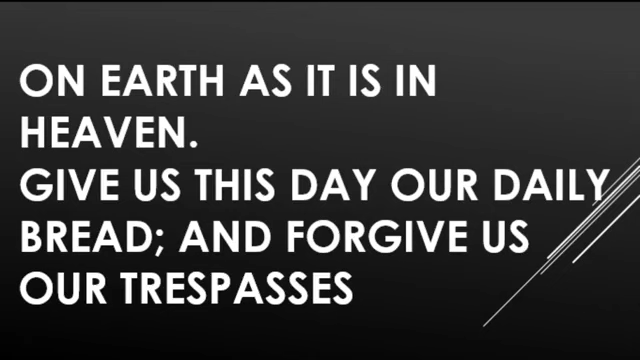 ON EARTH AS IT IS IN
HEAVEN.
GIVE US THIS DAY OUR DAILY
BREAD; AND FORGIVE US
OUR TRESPASSES